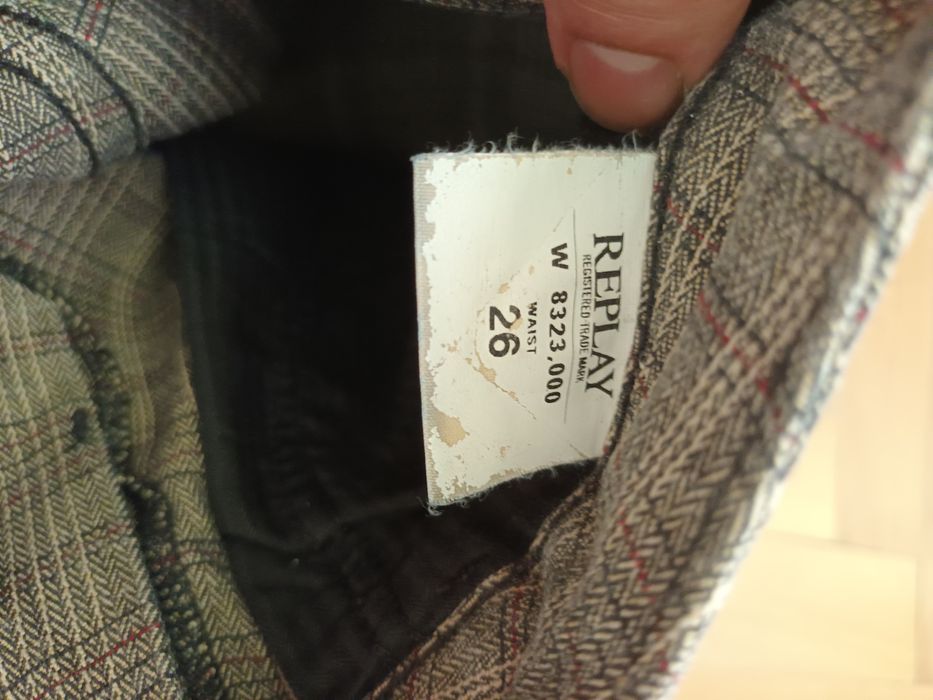 REPLAY
REGISTERED TRADE MARK
W 8323,000
WAIST
26